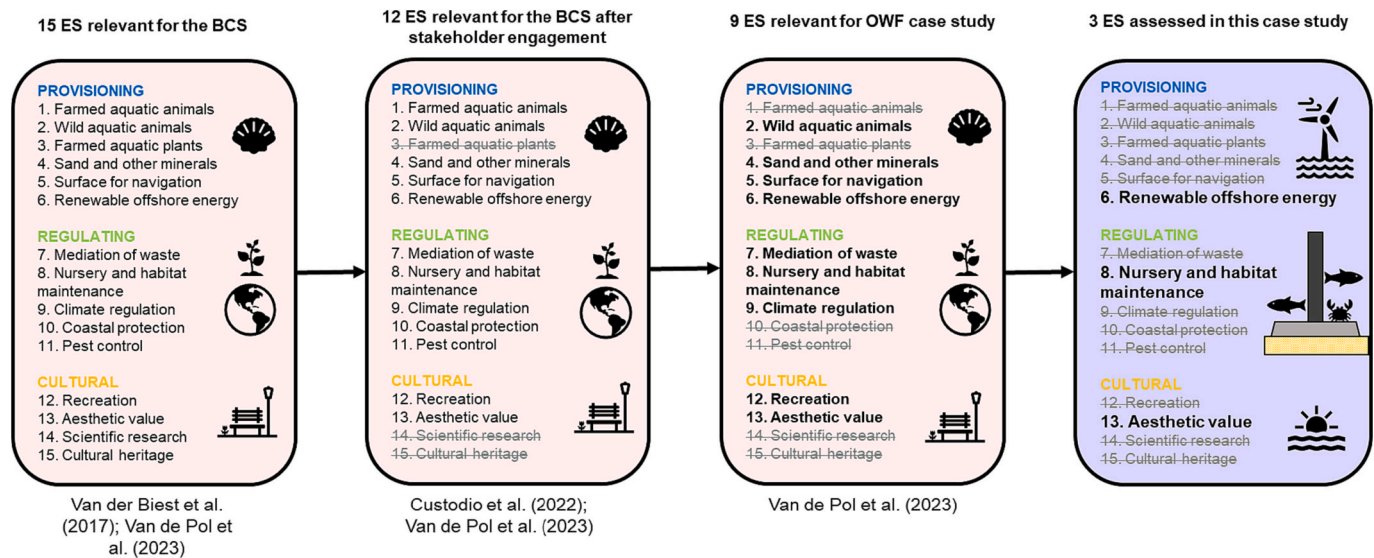 15 ES relevant for the BCS
PROVISIONING
1. Farmed aquatic animals
2. Wild aquatic animals
3. Farmed aquatic plants
4. Sand and other minerals
5. Surface for navigation
6. Renewable offshore energy
REGULATING
7. Mediation of waste
8. Nursery and habitat
maintenance
9. Climate regulation
10. Coastal protection
11. Pest control
CULTURAL
12. Recreation
13. Aesthetic value
14. Scientific research
15. Cultural heritage
Van der Biest et al.
(2017); Van de Pol et
al. (2023)
12 ES relevant for the BCS after
stakeholder engagement
PROVISIONING
1. Farmed aquatic animals
2. Wild aquatic animals
3. Farmed aquatic plants
4. Sand and other minerals
5. Surface for navigation
6. Renewable offshore energy
REGULATING
7. Mediation of waste
8. Nursery and habitat
maintenance
9. Climate regulation
10. Coastal protection
11. Pest control
CULTURAL
12. Recreation
13. Aesthetic value
14. Scientific research
15. Cultural heritage
Custodio et al. (2022);
Van de Pol et al. (2023)
9 ES relevant for OWF case study
PROVISIONING
1. Farmed aquatic animals
2. Wild aquatic animals
3. Farmed aquatic plants
4. Sand and other minerals
5. Surface for navigation
6. Renewable offshore energy
REGULATING
7. Mediation of waste
8. Nursery and habitat
maintenance
9. Climate regulation
10. Coastal protection
11. Pest control
CULTURAL
12. Recreation
13. Aesthetic value
14. Scientific research
15. Cultural heritage
Van de Pol et al. (2023)
3 ES assessed in this case study
PROVISIONING
1. Farmed aquatic animals
2. Wild aquatic animals
3. Farmed aquatic plants
4. Sand and other minerals
5. Surface for navigation
6. Renewable offshore energy
REGULATING
7. Mediation of waste
8. Nursery and habitat
maintenance
9. Climate regulation
10. Coastal protection
11. Pest control
CULTURAL
12. Recreation
13. Aesthetic value
14. Scientific research
15. Cultural heritage